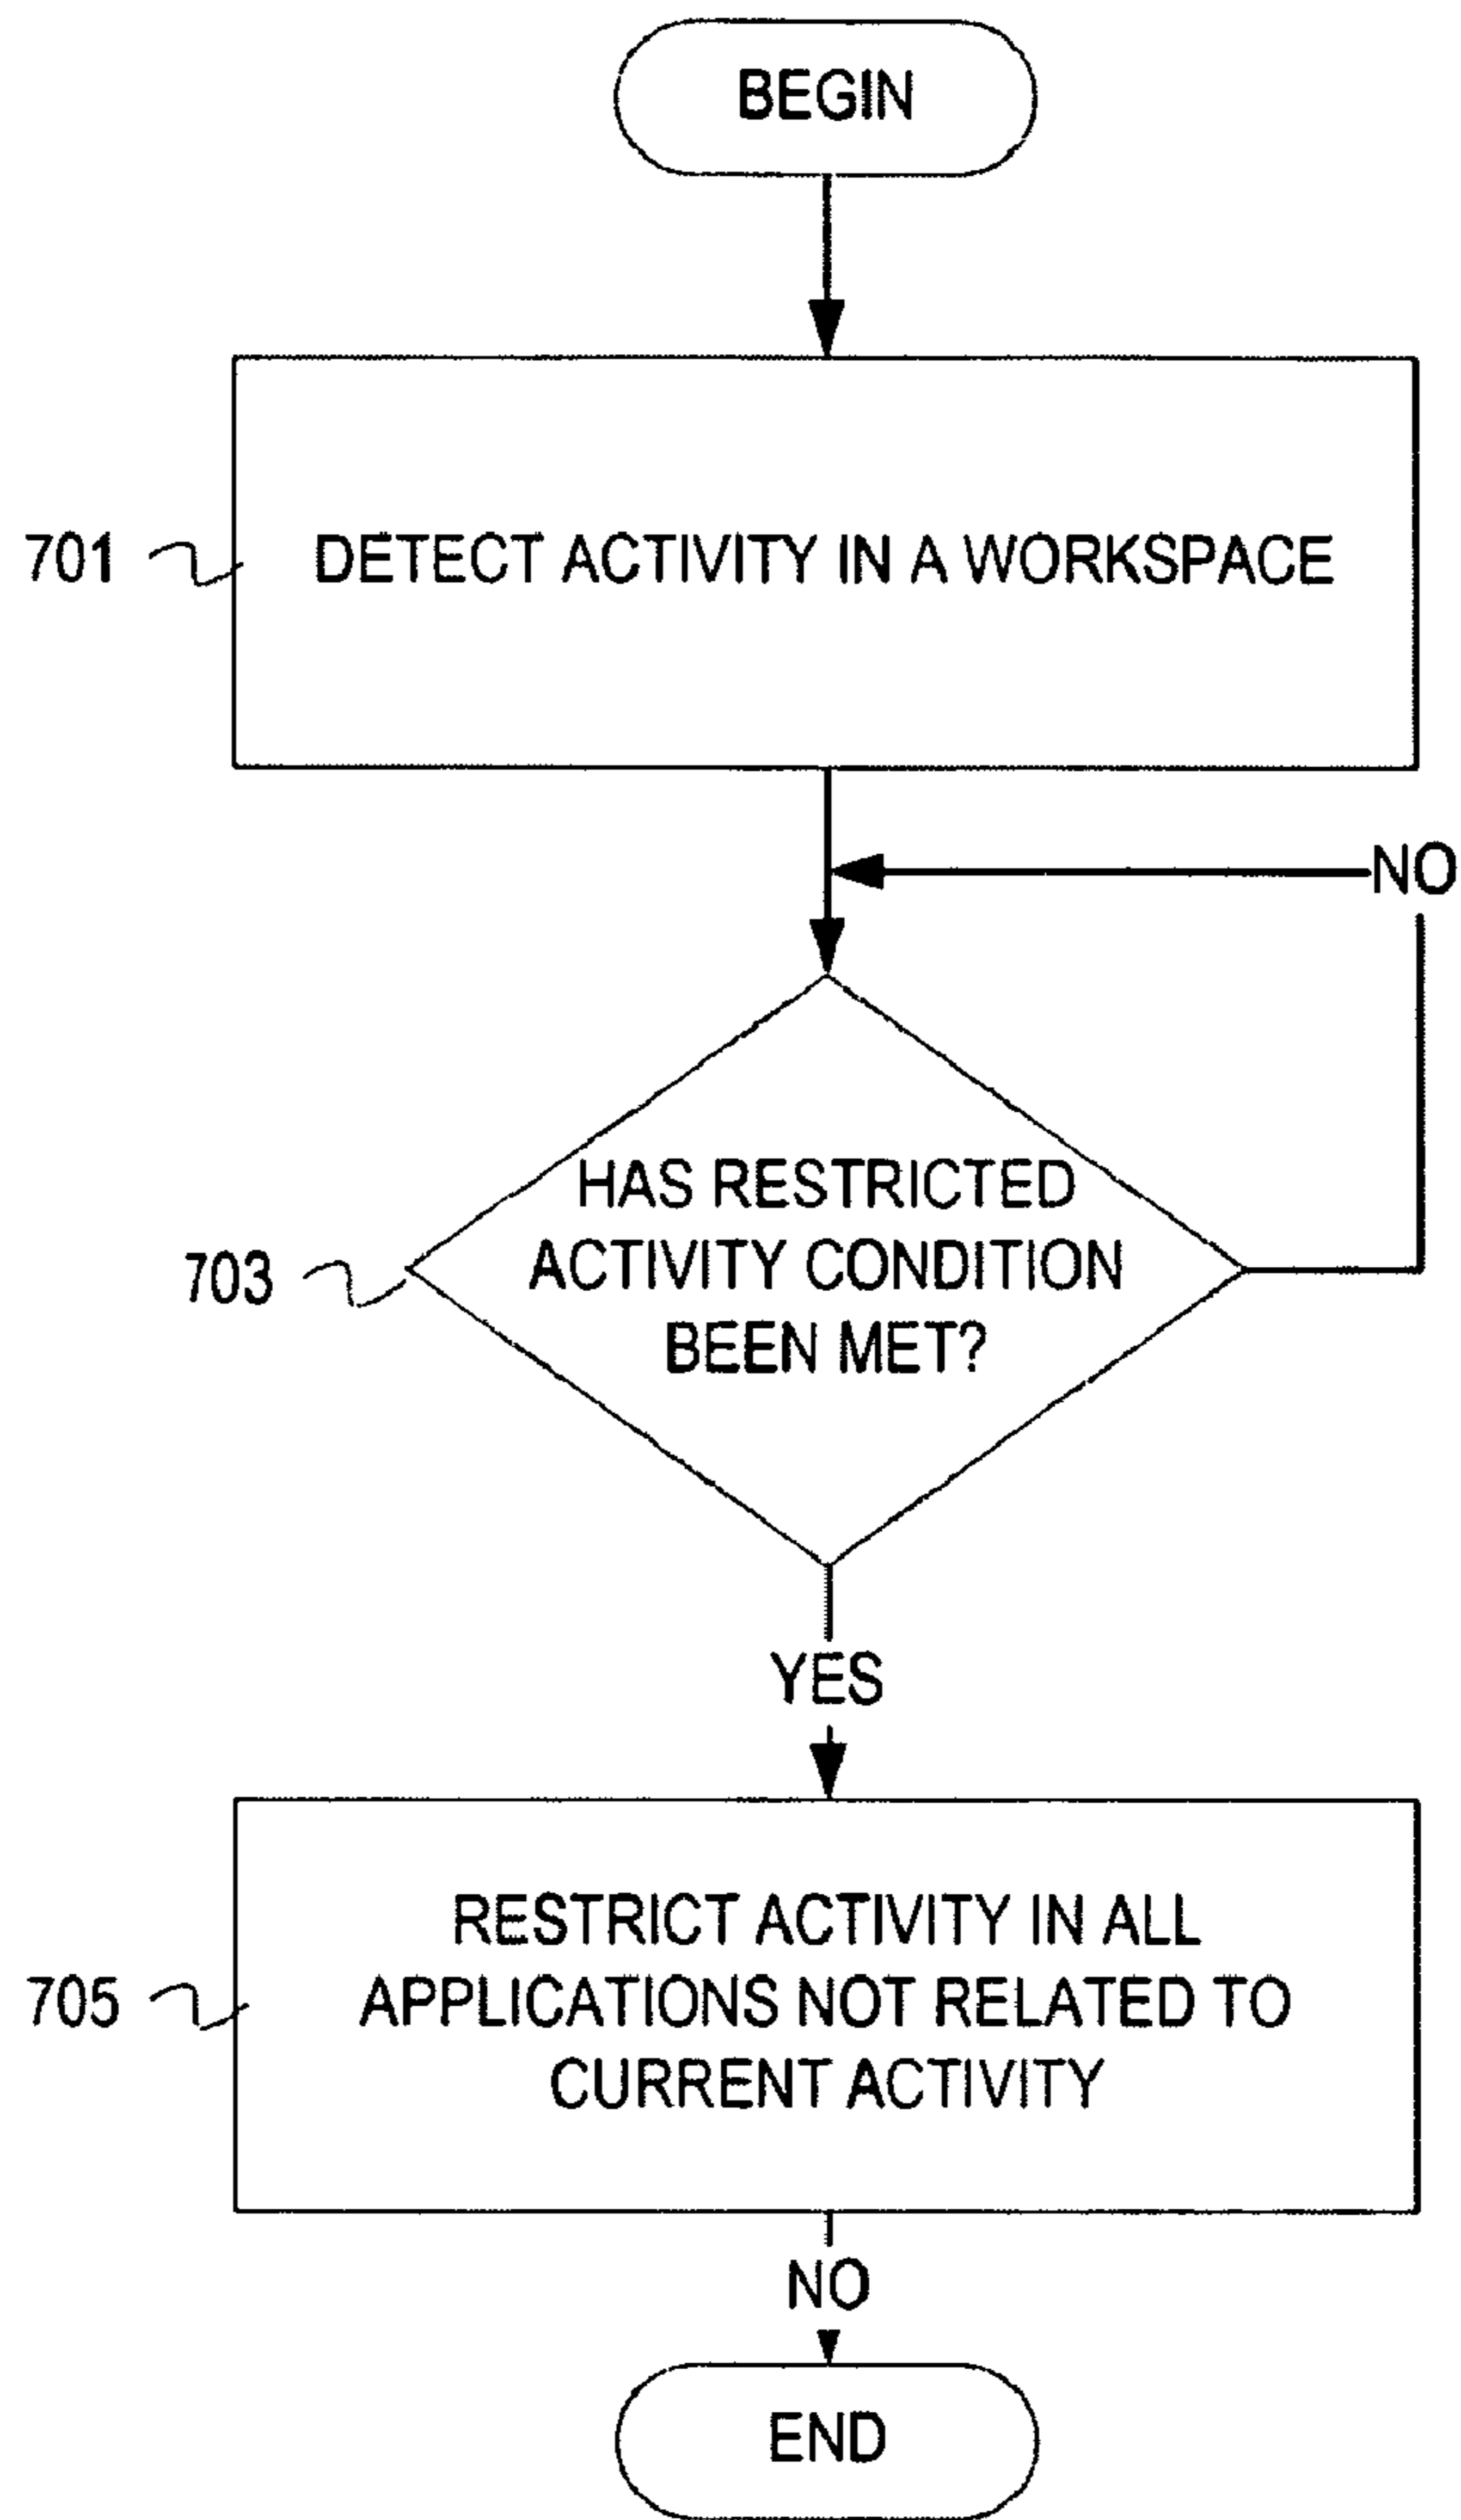 BEGIN
701
DETECT ACTIVITY IN A WORKSPACE
NO
703
HAS RESTRICTED
ACTIVITY CONDITION
BEEN MET?
YES
705
RESTRICT ACTIVITY IN ALL
APPLICATIONS NOT RELATED TO
CURRENT ACTIVITY
NO
END